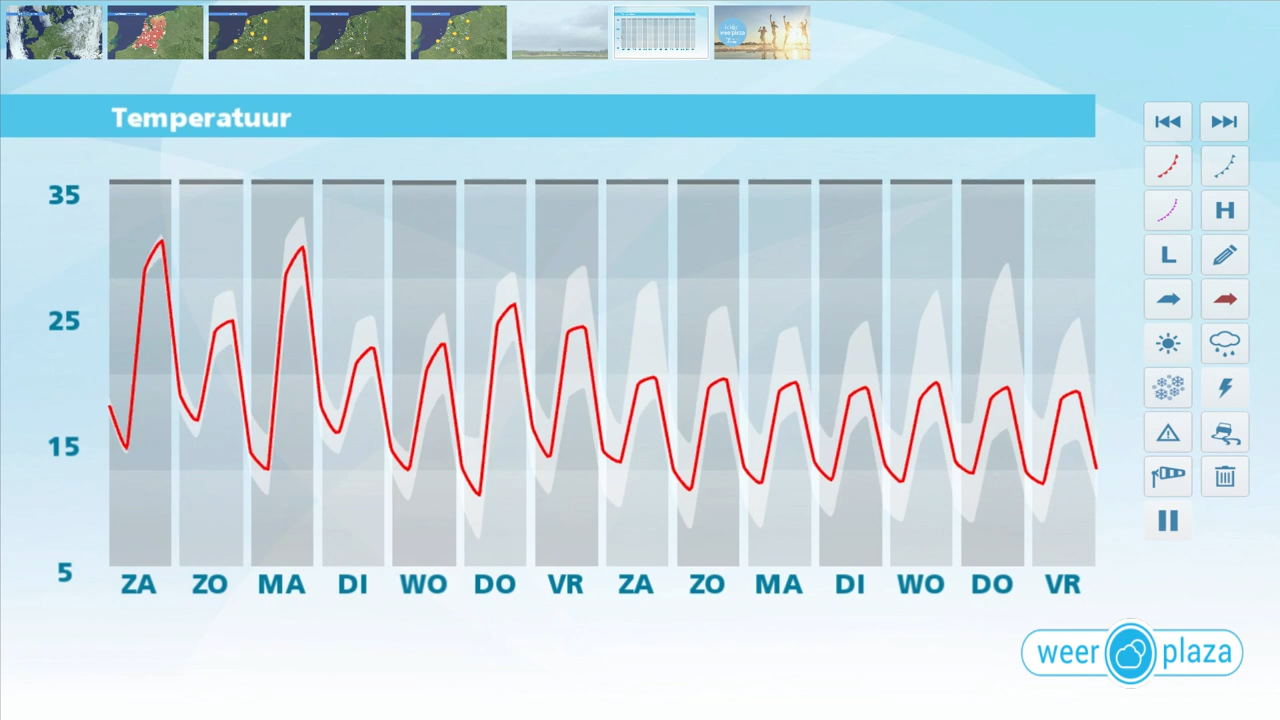 Temperatuur
35
25
15
5
ZA ZO MA DI WO DO VR ZA ZO MA DI WO DO VR
H
L
weer plaza